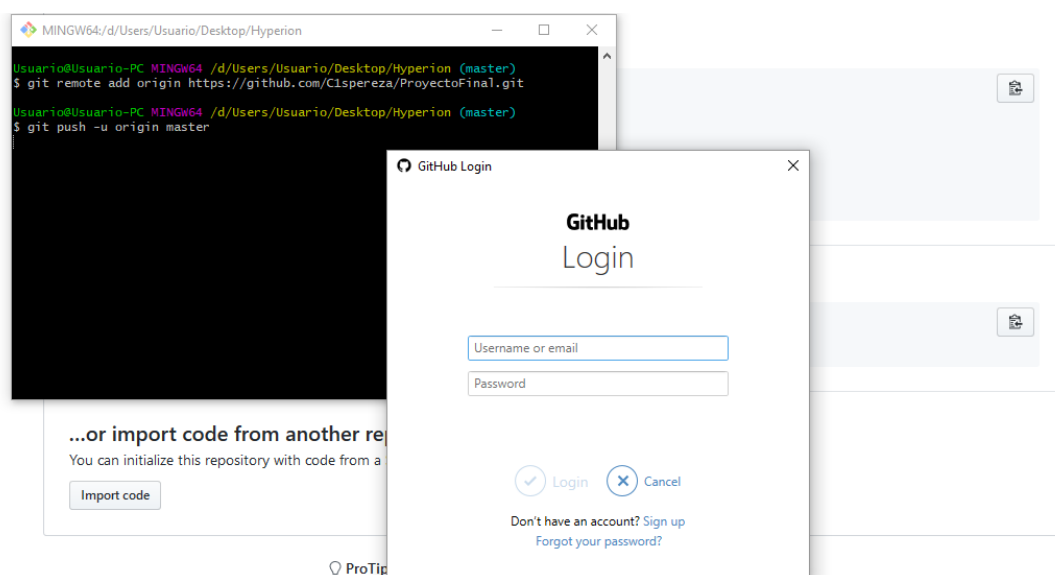 MINGW64:/d/Users/Usuario/Desktop/Hyperion
Usuario@Usuario-PC MINGW64 /d/Users/Usuario/Desktop/Hyperion (master)
$ git remote add origin https://github.com/C1spereza/ProyectoFinal.git
Usuario@Usuario-PC MINGW64 /d/Users/Usuario/Desktop/Hyperion (master)
$ git push -u origin master
GitHub Login
GitHub
Login
Username or email
Password
Login Cancel
Don't have an account? Sign up
Forgot your password?
...or import code from another
You can initialize this repository with code from a
Import code